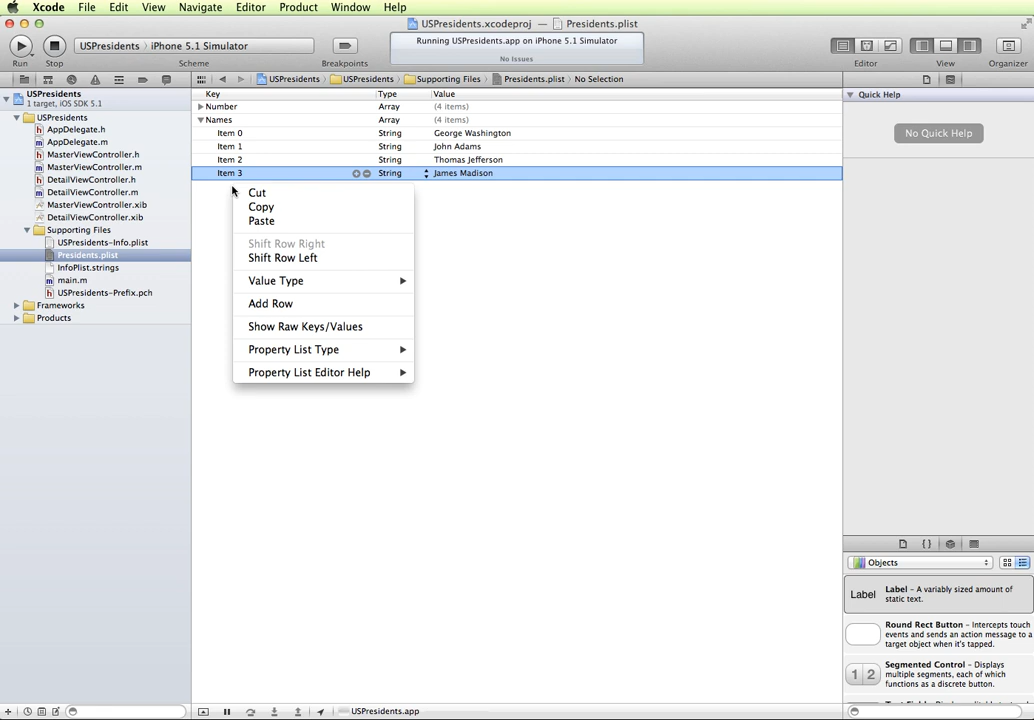 Xcode File Edit View Navigate Editor Product Window Help
USPresidents.xcodeproj — Presidents.plist
USPresidents iPhone 5.1 Simulator
Running USPresidents.app on iPhone 5.1 Simulator
No Issues
Run Stop Scheme Breakpoints Editor View Organizer
USPresidents USPresidents Supporting Files Presidents.plist No Selection
USPresidents
1 target, iOS SDK 5.1
USPresidents
AppDelegate.h
AppDelegate.m
MasterViewController.h
MasterViewController.m
DetailViewController.h
DetailViewController.m
MasterViewController.xib
DetailViewController.xib
Supporting Files
USPresidents-Info.plist
Presidents.plist
InfoPlist.strings
main.m
USPresidents-Prefix.pch
Frameworks
Products
Key Type Value
Number Array (4 items)
Names Array (4 items)
Item 0 String George Washington
Item 1 String John Adams
Item 2 String Thomas Jefferson
Item 3 String James Madison
Cut
Copy
Paste
Shift Row Right
Shift Row Left
Value Type
Add Row
Show Raw Keys/Values
Property List Type
Property List Editor Help
Quick Help
No Quick Help
Objects
Label
Label – A variably sized amount of
static text.
Round Rect Button – Intercepts touch
events and sends an action message to a
target object when it's tapped.
1 2
Segmented Control – Displays
multiple segments, each of which
functions as a discrete button.
USPresidents.app